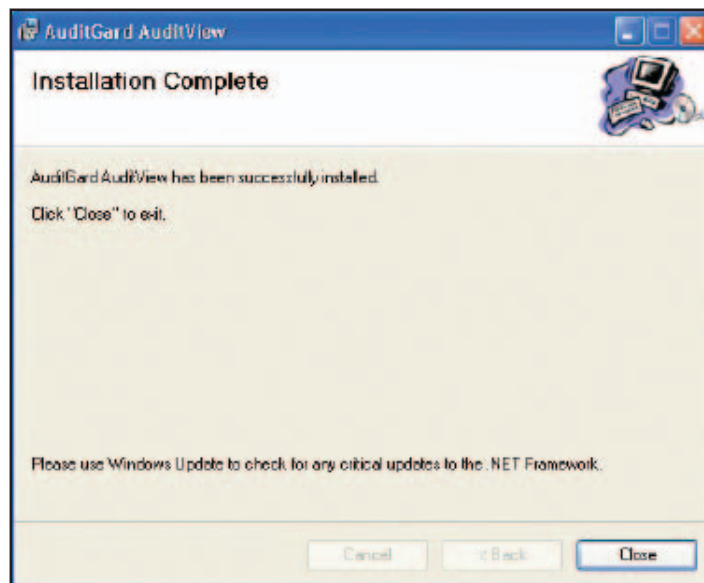 AuditGard AuditView
Installation Complete
AuditGard AuditView has been successfully installed.
Click "Close" to exit.
Please use Windows Update to check for any critical updates to the .NET Framework.
Cancel
< Back
Close